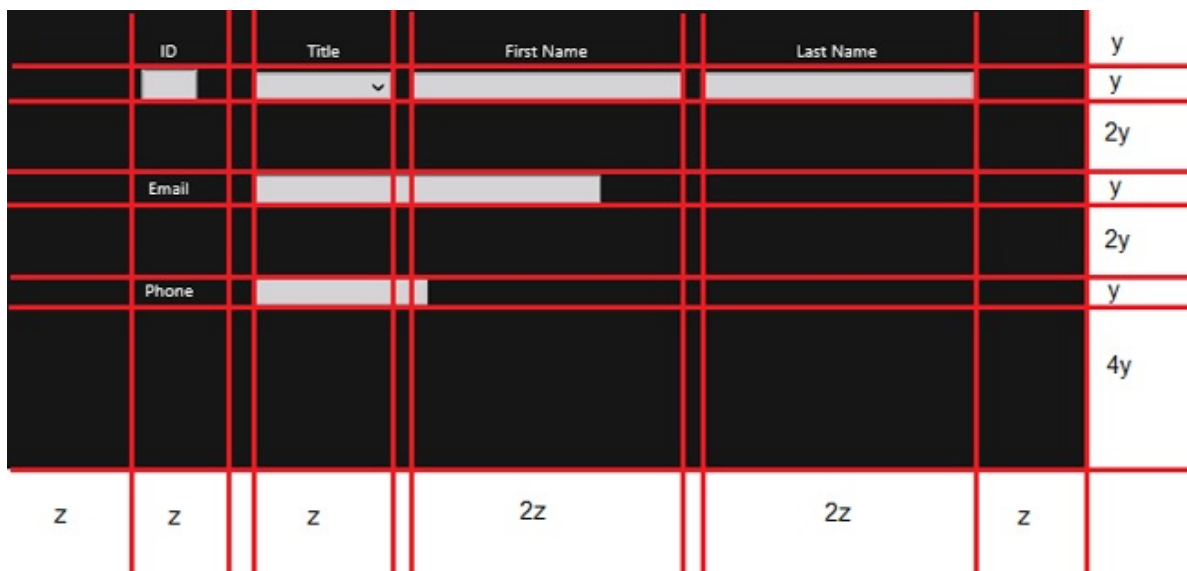 ID Title First Name Last Name y
y
2y
Email y
2y
Phone y
4y
z z z 2z 2z z